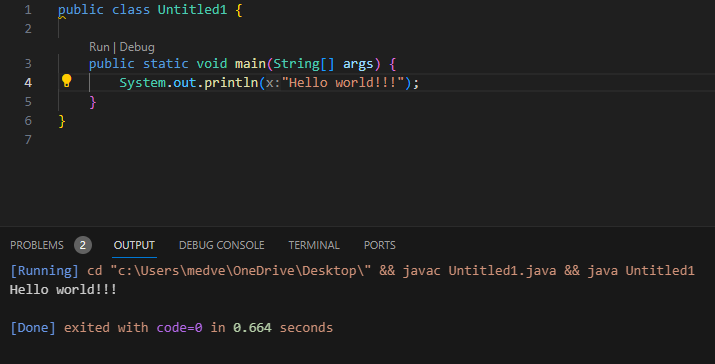 1 public class Untitled1 {
2
Run | Debug
3 public static void main(String[] args) {
4 System.out.println(x:"Hello world!!!");
5 }
6 }
7
PROBLEMS 2 OUTPUT DEBUG CONSOLE TERMINAL PORTS
[Running] cd "c:\Users\medve\OneDrive\Desktop\" && javac Untitled1.java && java Untitled1
Hello world!!!
[Done] exited with code=0 in 0.664 seconds